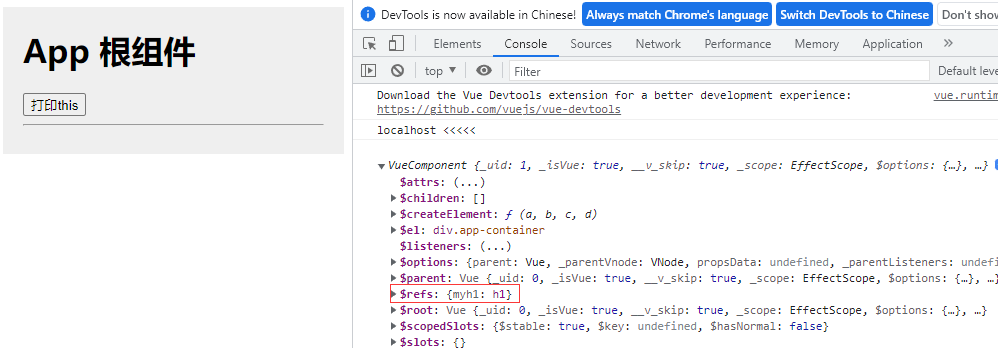 App 根组件
打印this
DevTools is now available in Chinese!
Always match Chrome's language
Switch DevTools to Chinese
Don't show
Elements Console Sources Network Performance Memory Application »
top ▼ Filter Default leve
Download the Vue Devtools extension for a better development experience: vue.runtim
https://github.com/vuejs/vue-devtools
localhost <<<<<
VueComponent {_uid: 1, _isVue: true, __v_skip: true, _scope: EffectScope, $options: {…}, …}
$attrs: (...)
$children: []
$createElement: ƒ (a, b, c, d)
$el: div.app-container
$listeners: (...)
$options: {parent: Vue, _parentVnode: VNode, propsData: undefined, _parentListeners: unde
$parent: Vue {_uid: 0, _isVue: true, __v_skip: true, _scope: EffectScope, $options: {…}, …}
$refs: {myh1: h1}
$root: Vue {_uid: 0, _isVue: true, __v_skip: true, _scope: EffectScope, $options: {…}, …}
$scopedSlots: {$stable: true, $key: undefined, $hasNormal: false}
$slots: {}